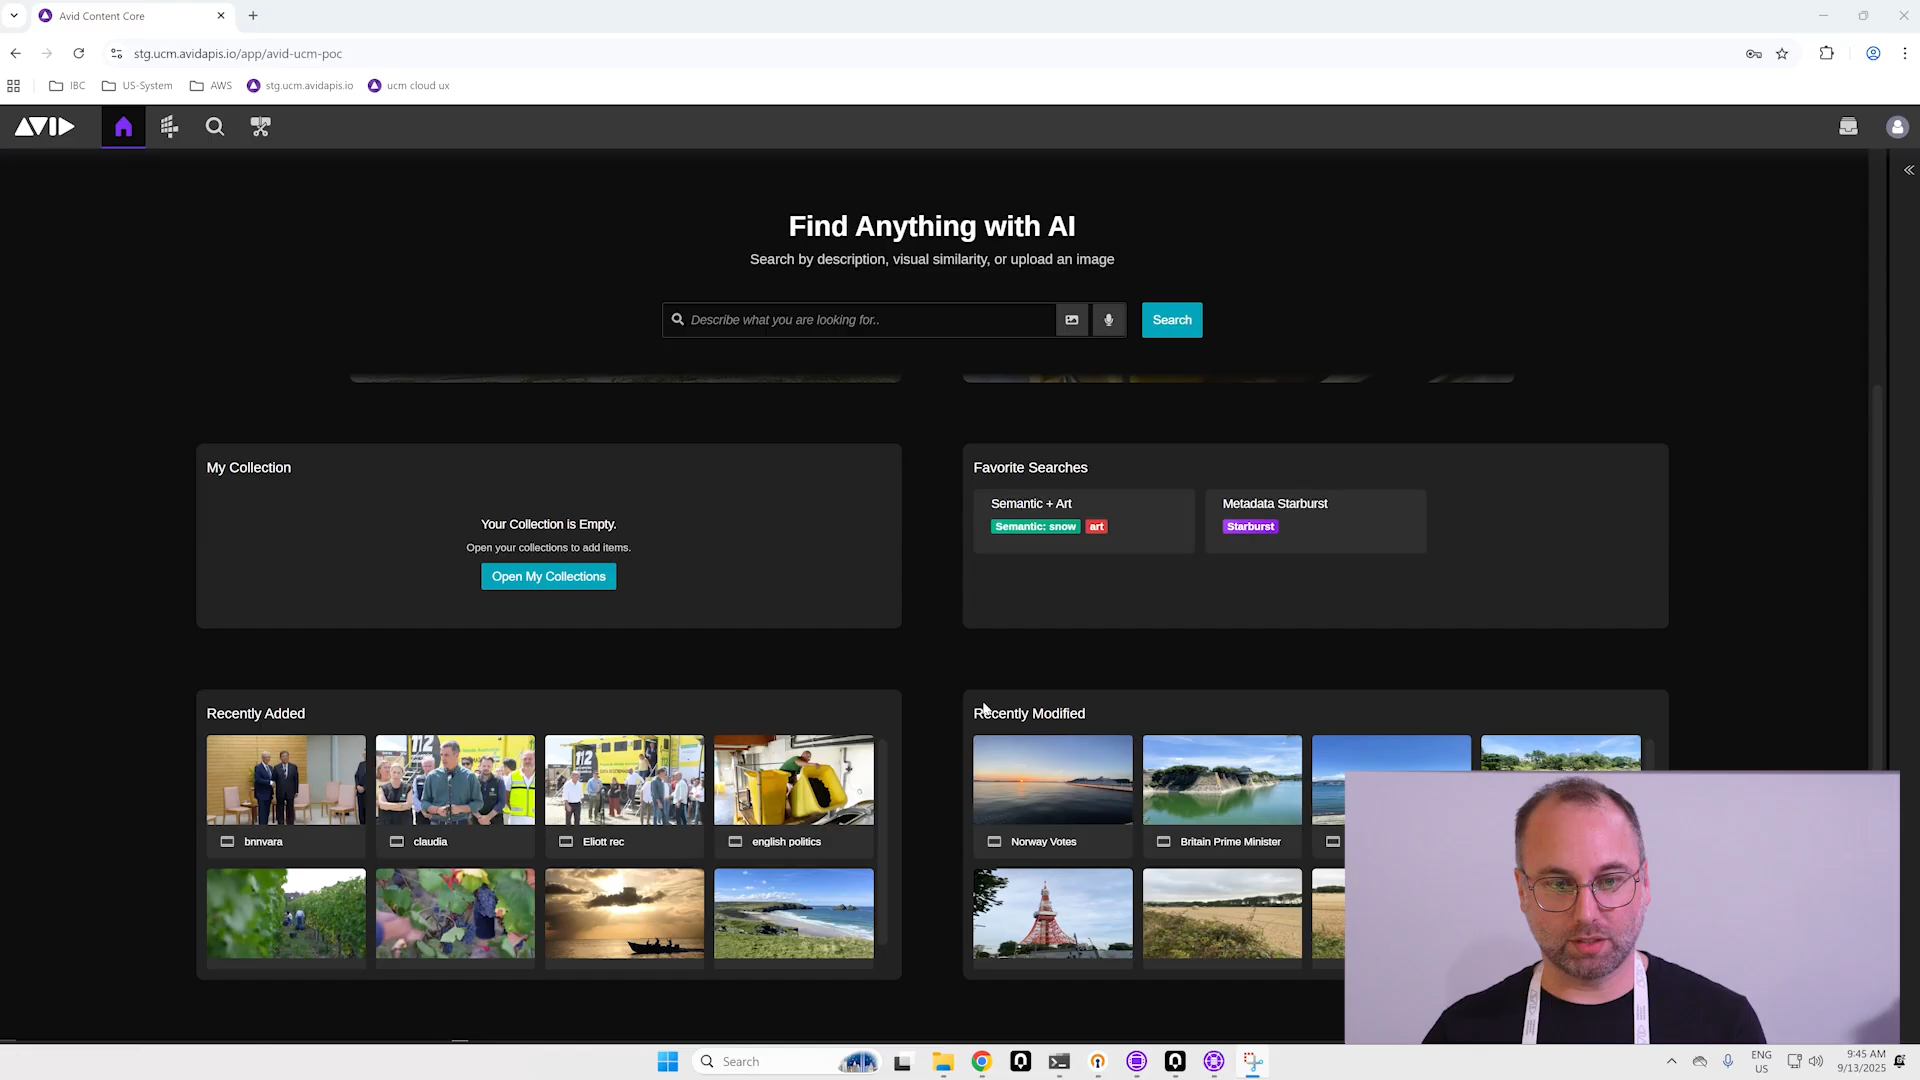 Avid Content Core
stg.ucm.avidapis.io/app/avid-ucm-poc
IBC
US-System
AWS
stg.ucm.avidapis.io
ucm cloud ux
AVID
Find Anything with AI
Search by description, visual similarity, or upload an image
Describe what you are looking for..
Search
My Collection
Your Collection is Empty.
Open your collections to add items.
Open My Collections
Favorite Searches
Semantic + Art
Semantic: snow
art
Metadata Starburst
Starburst
Recently Added
112
112
bnnvara
claudia
Eliott rec
english politics
Recently Modified
Norway Votes
Britain Prime Minister
Search
ENG
US
9:45 AM
9/13/2025